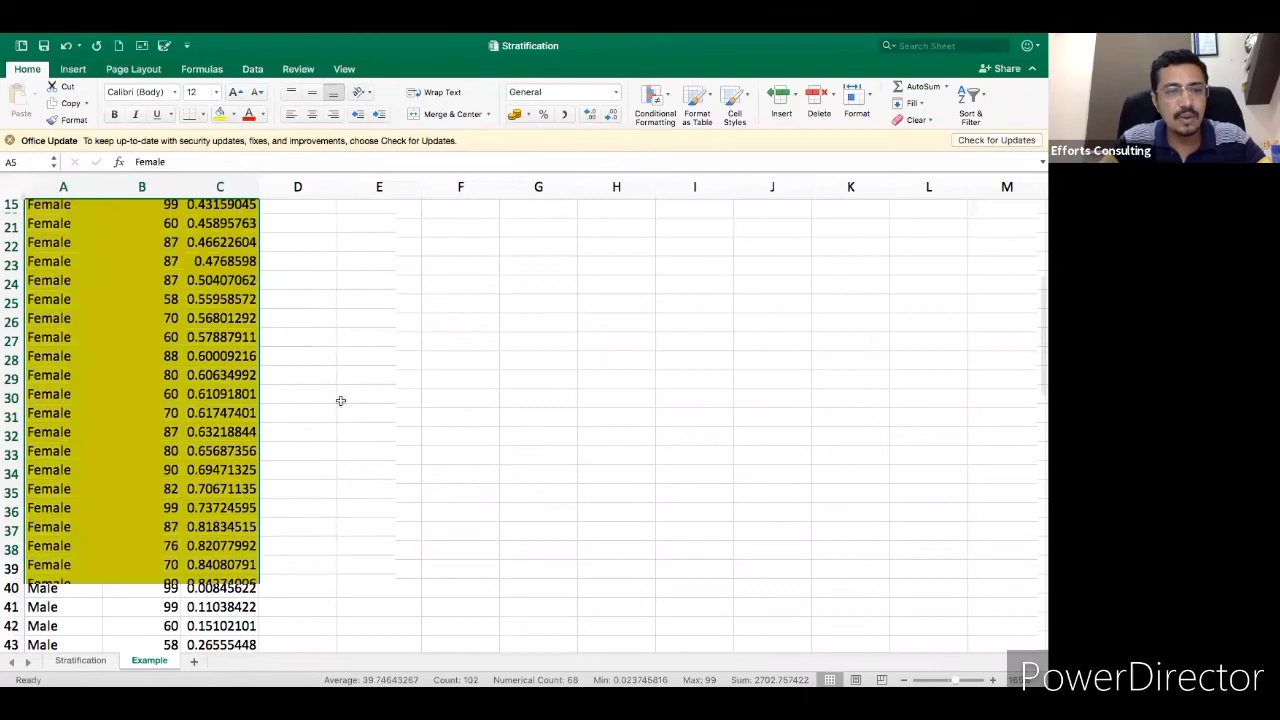 Stratification
Search Sheet
Home Insert Page Layout Formulas Data Review View Share
Paste Cut Copy Format
Calibri (Body) 12
Wrap Text
Merge & Center
General
Conditional Formatting
Format as Table
Cell Styles
Insert Delete Format
AutoSum
Fill
Clear
Sort & Filter
Office Update To keep up-to-date with security updates, fixes, and improvements, choose Check for Updates. Check for Updates
Efforts Consulting
A5 fx Female
A B C D E F G H I J K L M
15 Female 99 0.43159045
21 Female 60 0.45895763
22 Female 87 0.46622604
23 Female 87 0.4768598
24 Female 87 0.50407062
25 Female 58 0.55958572
26 Female 70 0.56801292
27 Female 60 0.57887911
28 Female 88 0.60009216
29 Female 80 0.60634992
30 Female 60 0.61091801
31 Female 70 0.61747401
32 Female 87 0.63218844
33 Female 80 0.65687356
34 Female 90 0.69471325
35 Female 82 0.70671135
36 Female 99 0.73724595
37 Female 87 0.81834515
38 Female 76 0.82077992
39 Female 70 0.84080791
40 Male 99 0.00845622
41 Male 99 0.11038422
42 Male 60 0.15102101
43 Male 58 0.26555448
Stratification Example +
Ready Average: 39.74643267 Count: 102 Numerical Count: 68 Min: 0.023745816 Max: 99 Sum: 2702.757422
PowerDirector